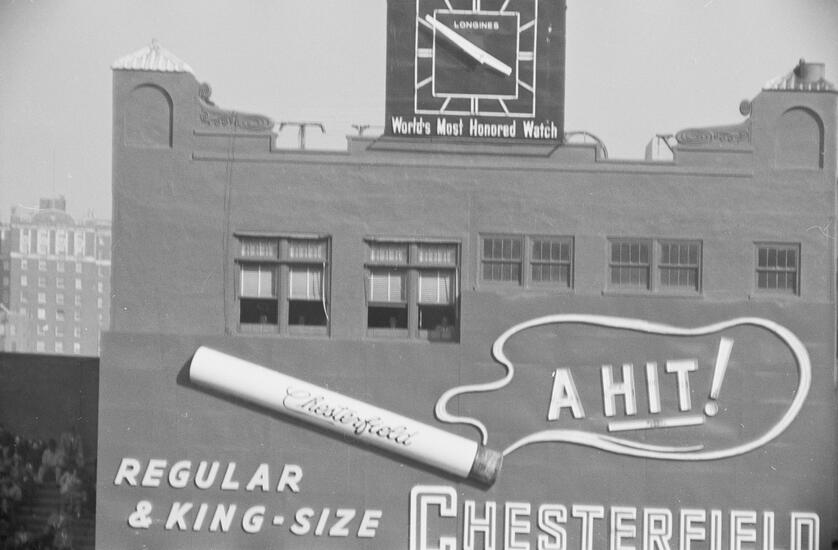 LONGINES
World's Most Honored Watch
A HIT!
Chesterfield
REGULAR
& KING-SIZE
CHESTERFIELD